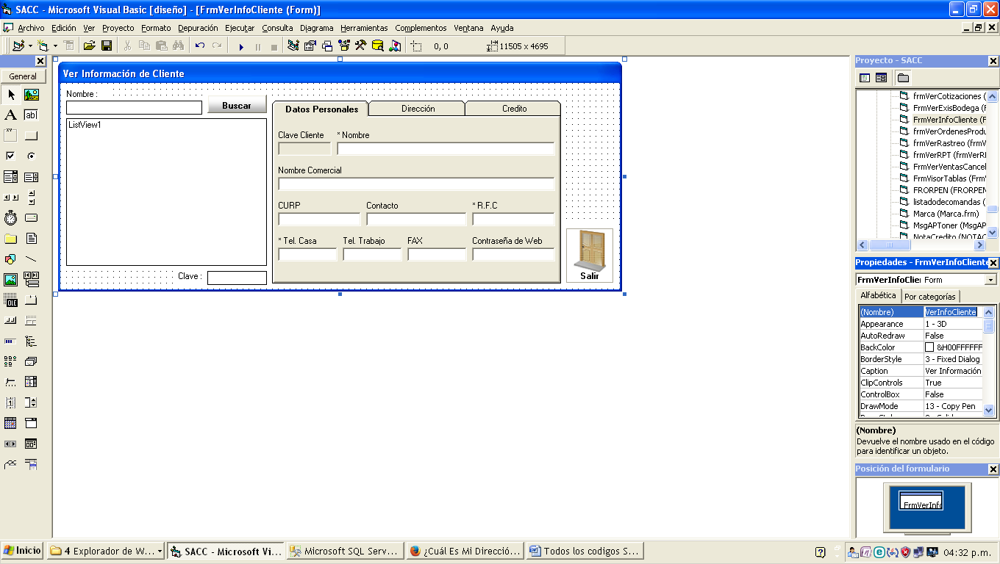 SACC - Microsoft Visual Basic [diseño] - [FrmVerInfoCliente (Form)]
Archivo Edición Ver Proyecto Formato Depuración Ejecutar Consulta Diagrama Herramientas Complementos Ventana Ayuda
0, 0 11505 x 4695
General
Ver Información de Cliente
Nombre :
Buscar
ListView1
Clave :
Datos Personales Dirección Credito
Clave Cliente * Nombre
Nombre Comercial
CURP Contacto * R.F.C
* Tel. Casa Tel. Trabajo FAX Contraseña de Web
Salir
Proyecto - SACC
frmVerCotizaciones (
FrmVerExisBodega (F
FrmVerInfoCliente (F
frmVerOrdenesProdu
frmVerRastreo (frmV
frmVerRPT (frmVerRI
FrmVerVentasCancel
FrmVisorTablas (Frm
FRORPEN (FRORPEN
listadodecomandas (
Marca (Marca.frm)
MsgAPToner (MsgAP
NotaCredito (NOTAC
Propiedades - FrmVerInfoCliente
FrmVerInfoClie Form
Alfabética Por categorías
(Nombre) VerInfoCliente
Appearance 1 - 3D
AutoRedraw False
BackColor &H00FFFFFF
BorderStyle 3 - Fixed Dialog
Caption Ver Información
ClipControls True
ControlBox False
DrawMode 13 - Copy Pen
(Nombre)
Devuelve el nombre usado en el código
para identificar un objeto.
Posición del formulario
FrmVerInf
Inicio 4 Explorador de W... SACC - Microsoft Vi... Microsoft SQL Serv... ¿Cuál Es Mi Direcció... Todos los codigos S... 04:32 p.m.